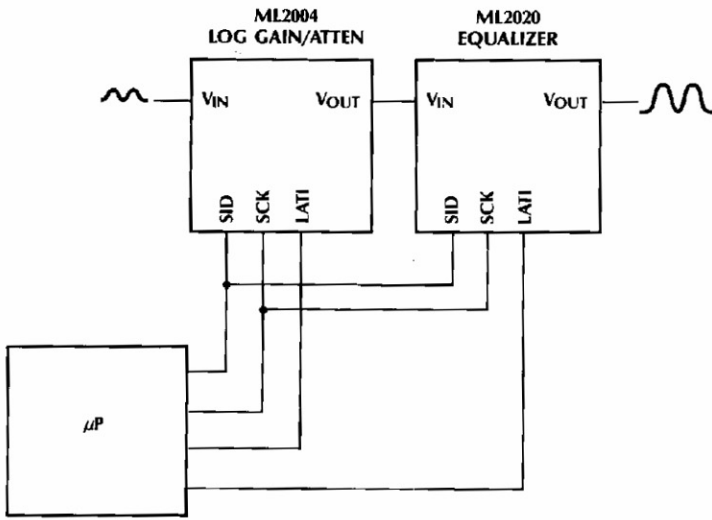 ML2004
LOG GAIN/ATTEN
ML2020
EQUALIZER
VIN
VOUT
VIN
VOUT
SID
SCK
LATI
SID
SCK
LATI
μP